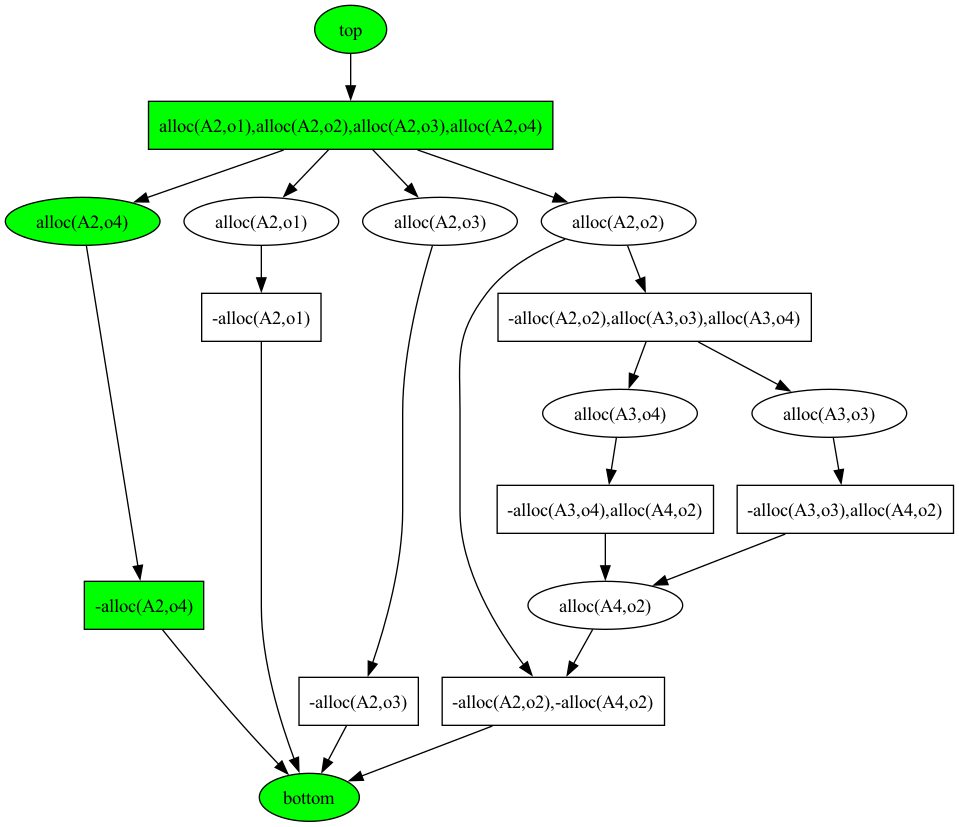 top
alloc(A2,o1),alloc(A2,o2),alloc(A2,o3),alloc(A2,o4)
alloc(A2,o4)
alloc(A2,o1)
alloc(A2,o3)
alloc(A2,o2)
-alloc(A2,o1)
-alloc(A2,o2),alloc(A3,o3),alloc(A3,o4)
alloc(A3,o4)
alloc(A3,o3)
-alloc(A3,o4),alloc(A4,o2)
-alloc(A3,o3),alloc(A4,o2)
-alloc(A2,o4)
alloc(A4,o2)
-alloc(A2,o3)
-alloc(A2,o2),-alloc(A4,o2)
bottom